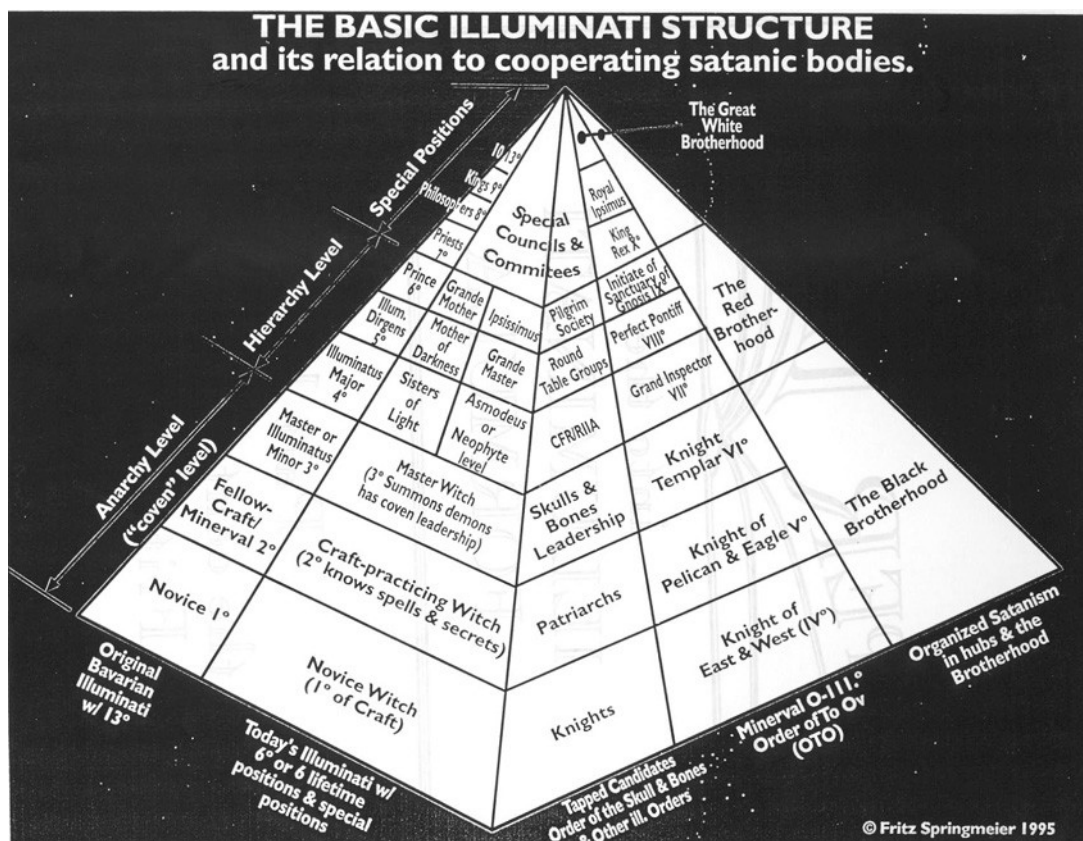 THE BASIC ILLUMINATI STRUCTURE
and its relation to cooperating satanic bodies.
Special Positions
Hierarchy Level
Anarchy Level
("coven" level)
The Great
White
Brotherhood
10 13°
Kings 9°
Philosophers 8°
Priests
7°
Prince
6°
Illum.
Dirgens
5°
Illuminatus
Major
4°
Master or
Illuminatus
Minor 3°
Fellow-
Craft/
Minerval 2°
Novice 1°
Original
Bavarian
Illuminati
w/ 13°
Special
Councils &
Committees
Grande
Mother
Ipsissimus
Mother
of
Darkness
Grande
Master
Sisters
of
Light
Asmodeus
or
Neophyte
level
Master Witch
(3° Summons demons
has coven leadership)
Craft-practicing Witch
(2° knows spells & secrets)
Novice Witch
(1° of Craft)
Today's Illuminati w/
6° or 6 lifetime
positions & special
positions
Pilgrim
Society
Round
Table Groups
CFR/RIIA
Skulls &
Bones
Leadership
Patriarchs
Knights
Tapped Candidates
Order of the Skull & Bones
& Other ill. Orders
Royal
Ipsimus
King
Rex X°
Initiate of
Sanctuary of
Gnosis IX°
Perfect Pontiff
VIII°
Grand Inspector
VII°
Knight
Templar VI°
Knight of
Pelican & Eagle V°
Knight of
East & West (IV°)
Minerval O-111.°
Order of To Ov
(OTO)
The
Red
Brother-
hood
The Black
Brotherhood
Organized Satanism
in hubs & the
Brotherhood
© Fritz Springmeier 1995